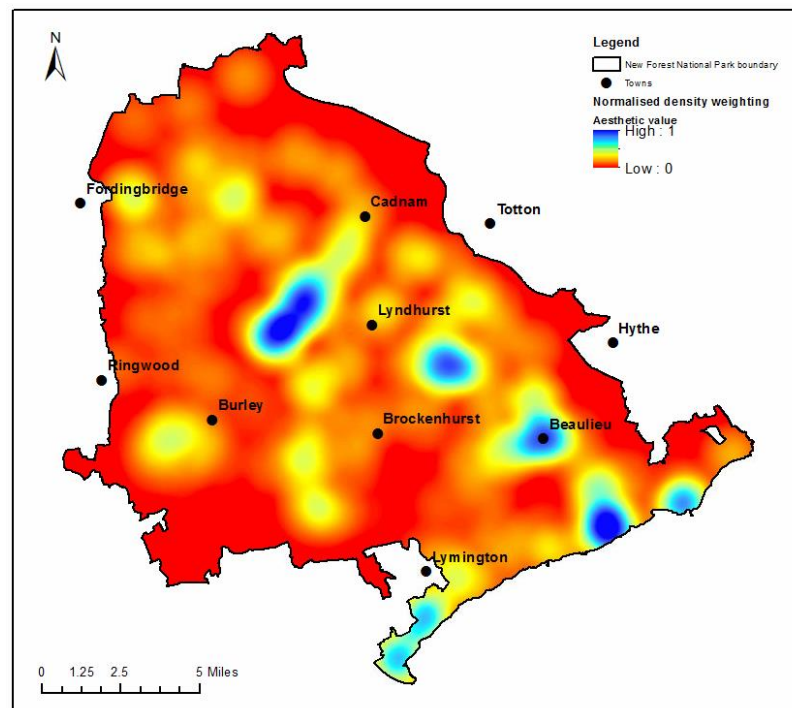 N
Legend
New Forest National Park boundary
Towns
Normalised density weighting
Aesthetic value
High : 1
Low : 0
Fordingbridge
Cadnam
Totton
Lyndhurst
Hythe
Ringwood
Burley
Brockenhurst
Beaulieu
Lymington
0 1.25 2.5 5 Miles